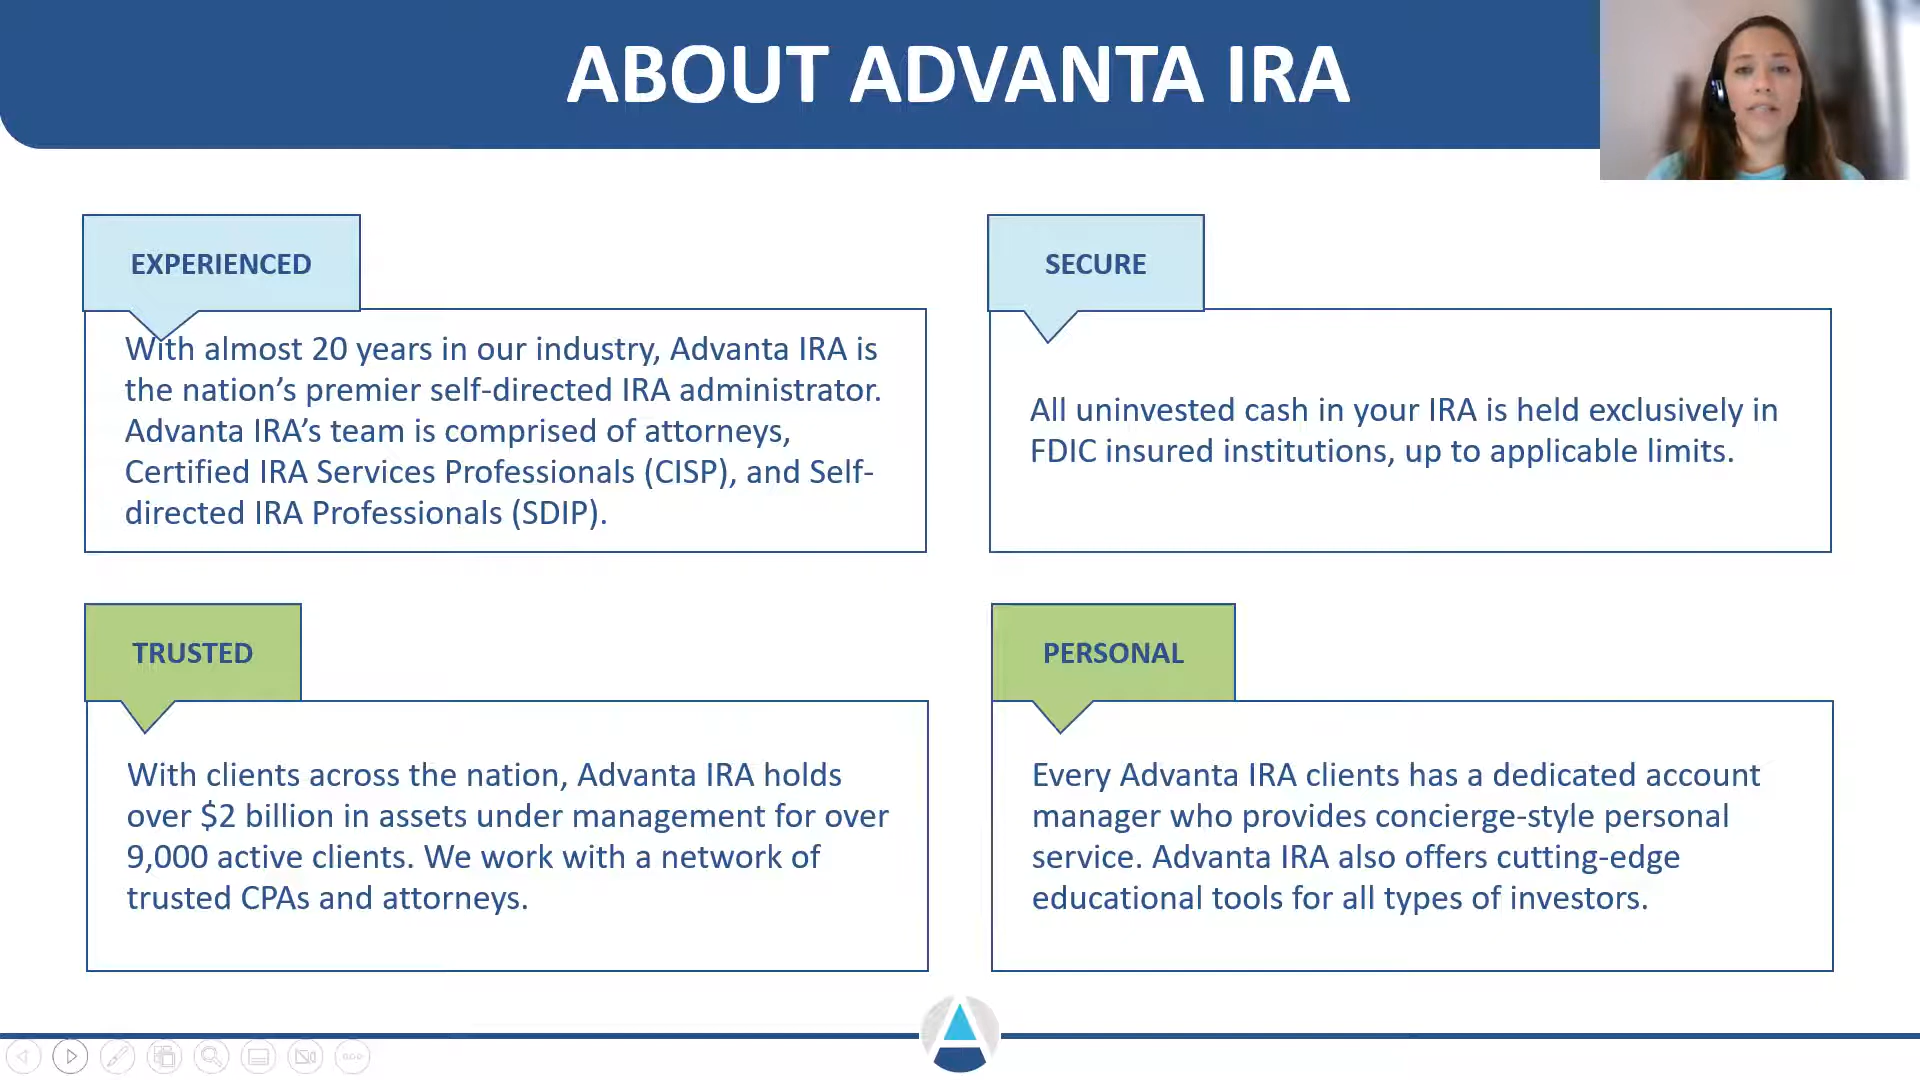 ABOUT ADVANTA IRA
EXPERIENCED
With almost 20 years in our industry, Advanta IRA is
the nation’s premier self-directed IRA administrator.
Advanta IRA’s team is comprised of attorneys,
Certified IRA Services Professionals (CISP), and Self-
directed IRA Professionals (SDIP).
SECURE
All uninvested cash in your IRA is held exclusively in
FDIC insured institutions, up to applicable limits.
TRUSTED
With clients across the nation, Advanta IRA holds
over $2 billion in assets under management for over
9,000 active clients. We work with a network of
trusted CPAs and attorneys.
PERSONAL
Every Advanta IRA clients has a dedicated account
manager who provides concierge-style personal
service. Advanta IRA also offers cutting-edge
educational tools for all types of investors.